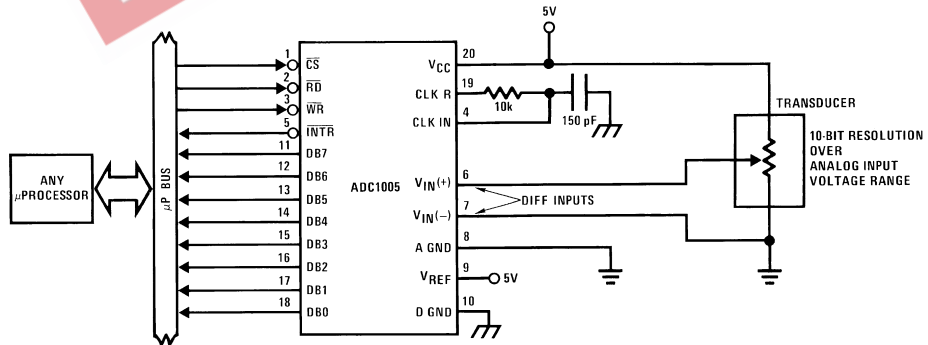 5V
1 CS
2 RD
3 WR
5 INTR
11 DB7
12 DB6
13 DB5
14 DB4
15 DB3
16 DB2
17 DB1
18 DB0
ANY
μPROCESSOR
μP BUS
ADC1005
VCC 20
CLK R 19
10k
CLK IN 4
150 pF
VIN(+) 6
DIFF INPUTS
VIN(−) 7
A GND 8
VREF 9 5V
D GND 10
TRANSDUCER
10-BIT RESOLUTION
OVER
ANALOG INPUT
VOLTAGE RANGE